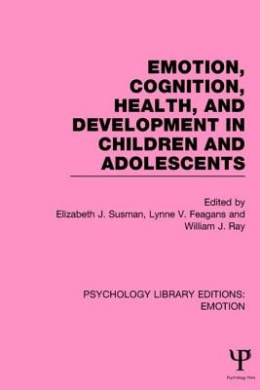 EMOTION,
COGNITION,
HEALTH, AND
DEVELOPMENT IN
CHILDREN AND
ADOLESCENTS
Edited by
Elizabeth J. Susman, Lynne V. Feagans and
William J. Ray
PSYCHOLOGY LIBRARY EDITIONS:
EMOTION
Psychology Press